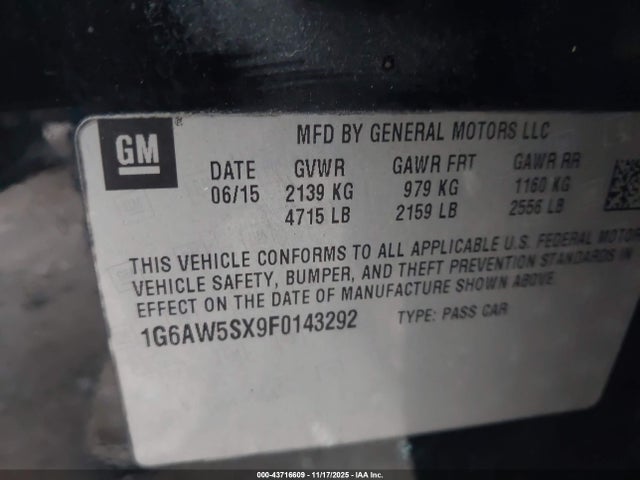 GM ®
MFD BY GENERAL MOTORS LLC
DATE GVWR GAWR FRT GAWR RR
06/15 2139 KG 979 KG 1160 KG
4715 LB 2159 LB 2556 LB
THIS VEHICLE CONFORMS TO ALL APPLICABLE U.S. FEDERAL MOTOR
VEHICLE SAFETY, BUMPER, AND THEFT PREVENTION STANDARDS IN
EFFECT ON THE DATE OF MANUFACTURE SHOWN ABOVE.
1G6AW5SX9F0143292 TYPE: PASS CAR
000-43716609 — 11/17/2025 — IAA Inc.